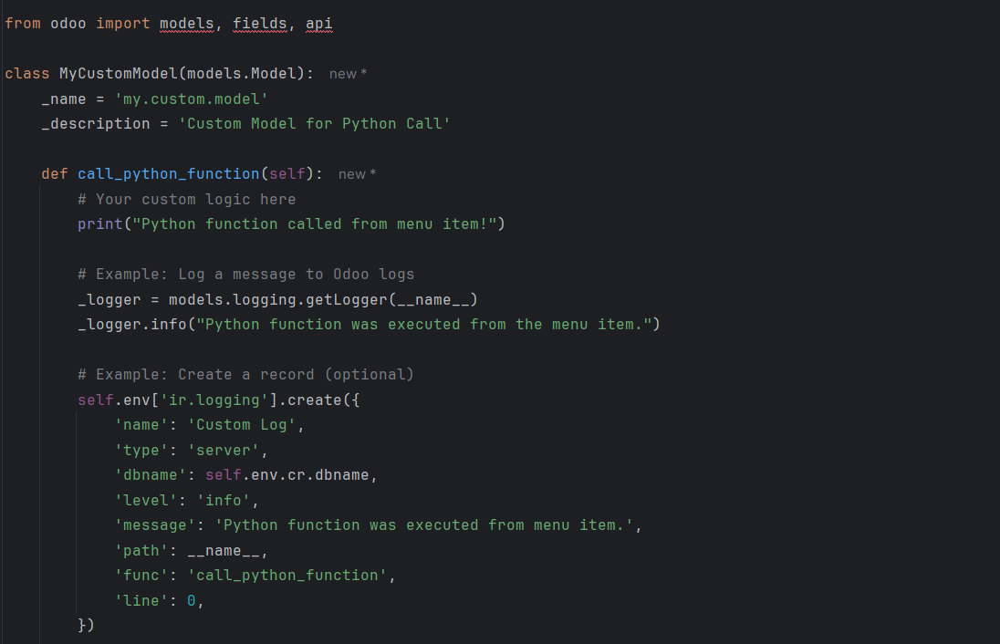 from odoo import models, fields, api
class MyCustomModel(models.Model): new *
    _name = 'my.custom.model'
    _description = 'Custom Model for Python Call'
    def call_python_function(self): new *
        # Your custom logic here
        print("Python function called from menu item!")
        # Example: Log a message to Odoo logs
        _logger = models.logging.getLogger(__name__)
        _logger.info("Python function was executed from the menu item.")
        # Example: Create a record (optional)
        self.env['ir.logging'].create({
            'name': 'Custom Log',
            'type': 'server',
            'dbname': self.env.cr.dbname,
            'level': 'info',
            'message': 'Python function was executed from menu item.',
            'path': __name__,
            'func': 'call_python_function',
            'line': 0,
        })